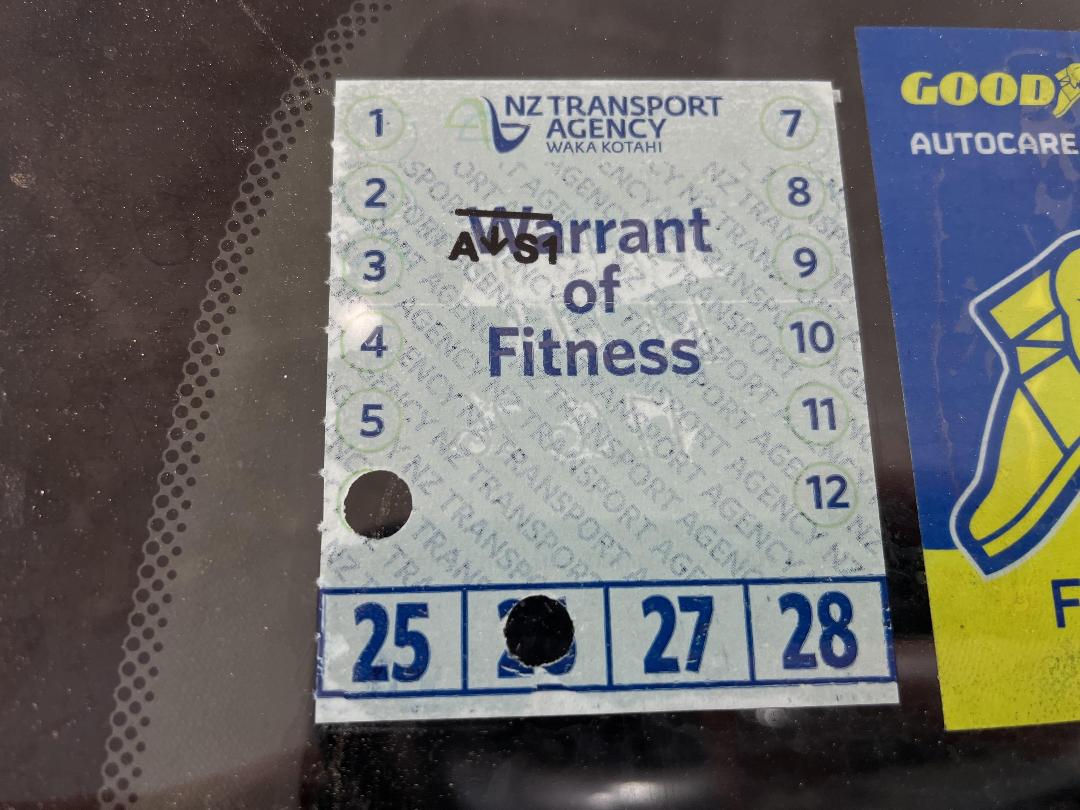 1
NZ TRANSPORT
AGENCY
WAKA KOTAHI
7
2
8
Warrant
A↓S1
3
9
of
4
10
Fitness
5
11
12
25
27
28
GOOD
AUTOCARE
F